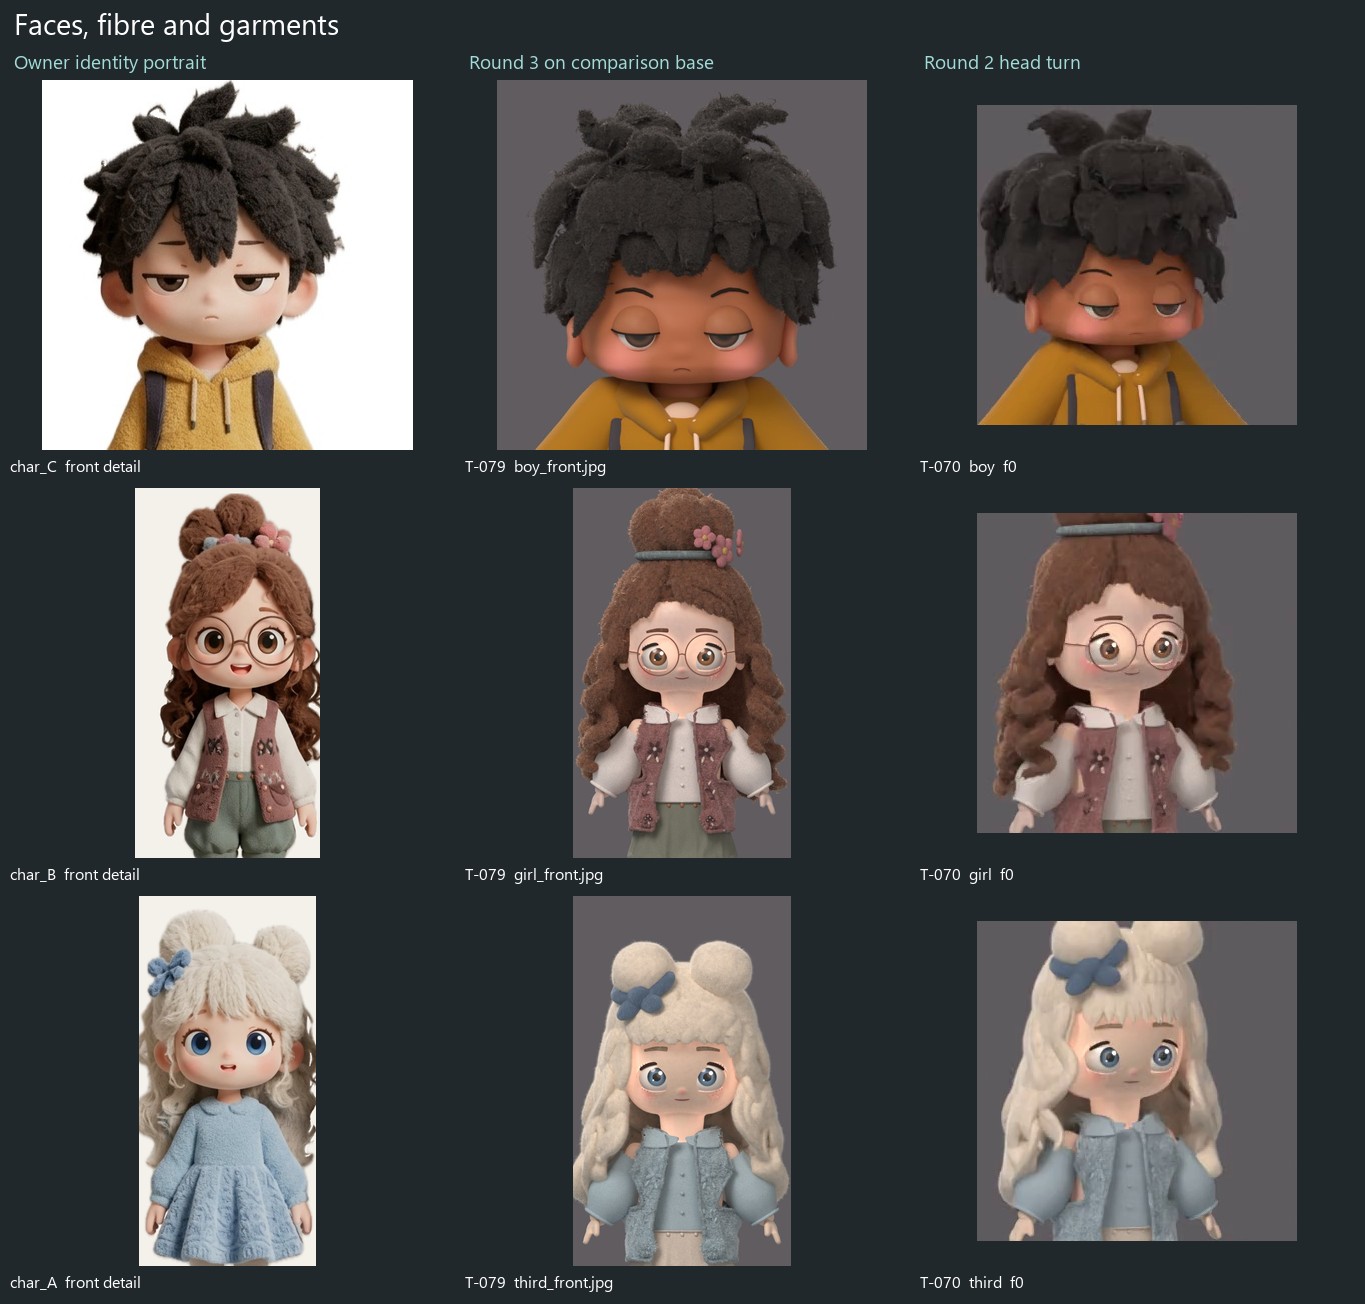 Faces, fibre and garments
Owner identity portrait
Round 3 on comparison base
Round 2 head turn
char_C  front detail
T-079  boy_front.jpg
T-070  boy  f0
char_B  front detail
T-079  girl_front.jpg
T-070  girl  f0
char_A  front detail
T-079  third_front.jpg
T-070  third  f0